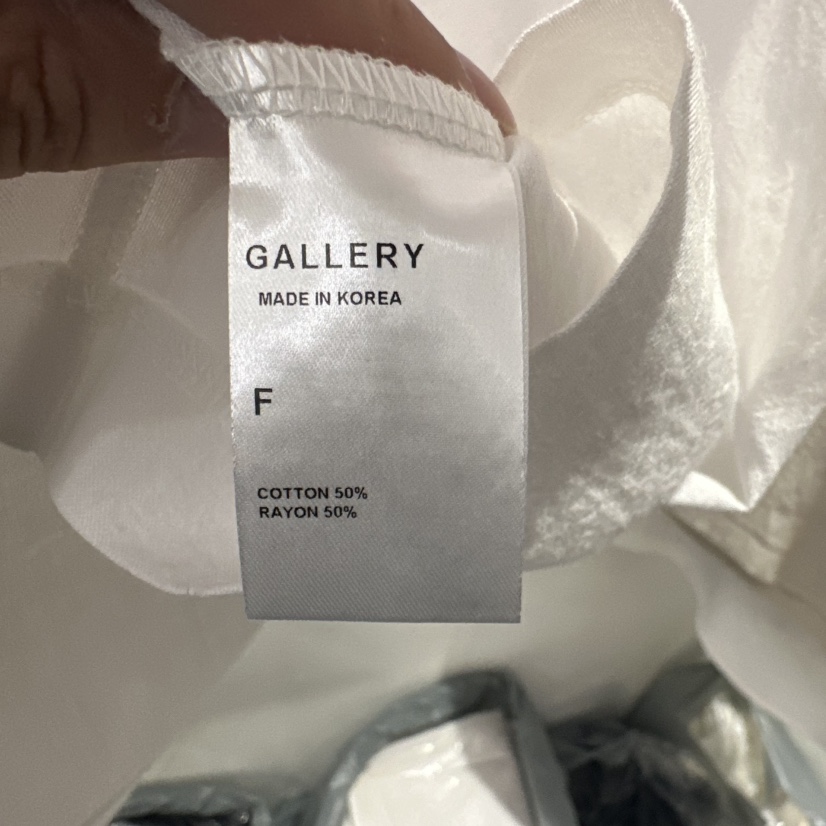 GALLERY
MADE IN KOREA
F
COTTON 50%
RAYON 50%